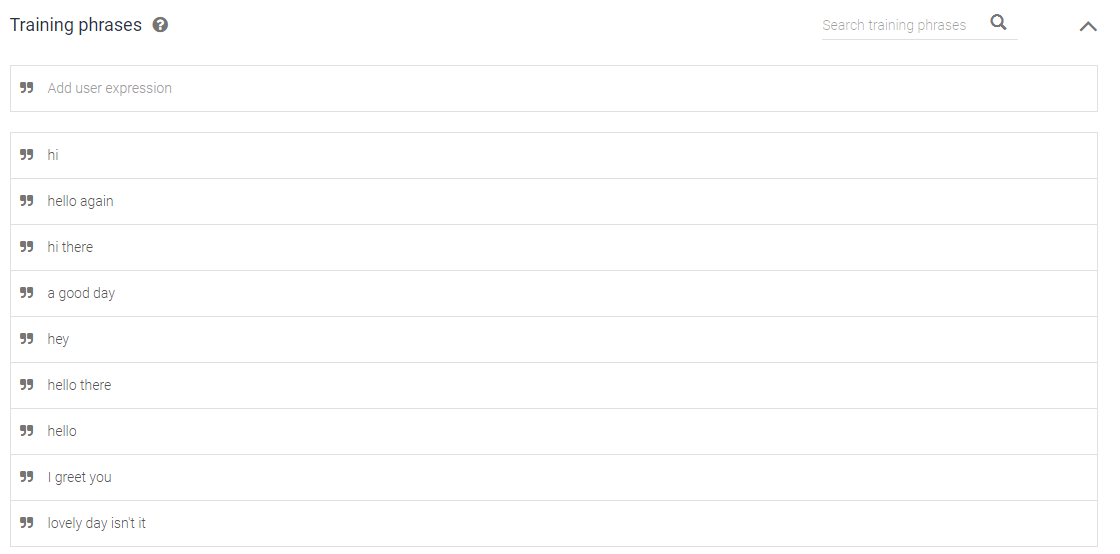 Training phrases
Search training phrases
Add user expression
hi
hello again
hi there
a good day
hey
hello there
hello
I greet you
lovely day isn't it